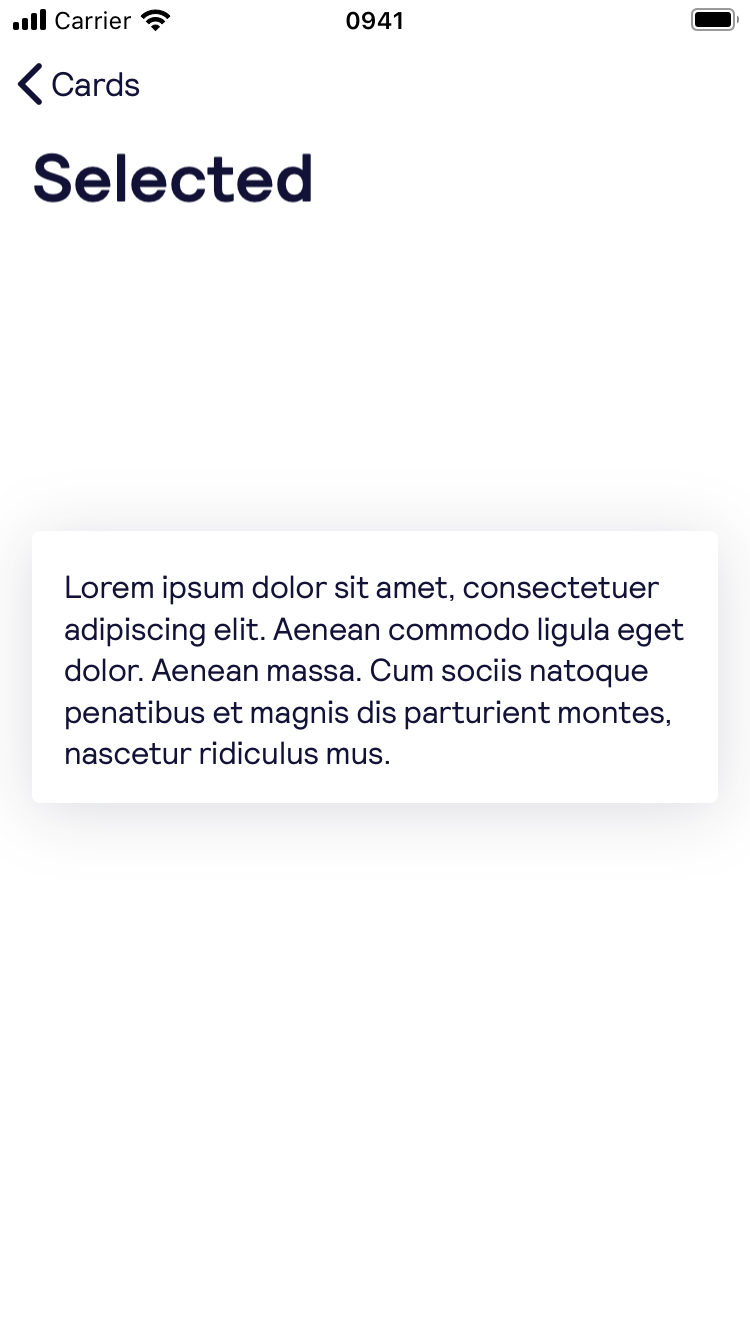 Carrier 0941
Cards
Selected
Lorem ipsum dolor sit amet, consectetuer
adipiscing elit. Aenean commodo ligula eget
dolor. Aenean massa. Cum sociis natoque
penatibus et magnis dis parturient montes,
nascetur ridiculus mus.